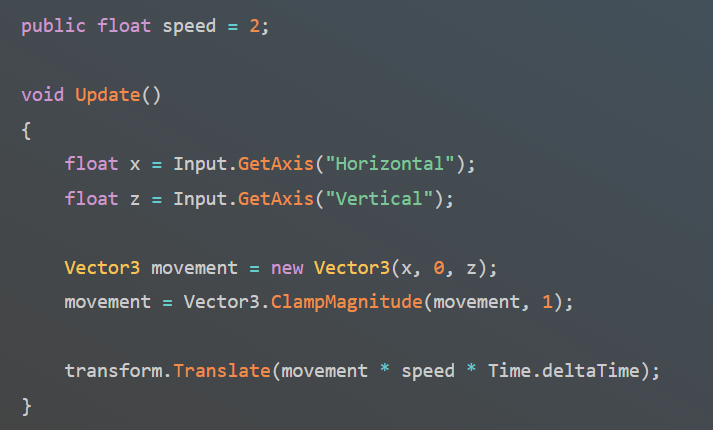 public float speed = 2;
void Update()
{
float x = Input.GetAxis("Horizontal");
float z = Input.GetAxis("Vertical");
Vector3 movement = new Vector3(x, 0, z);
movement = Vector3.ClampMagnitude(movement, 1);
transform.Translate(movement * speed * Time.deltaTime);
}